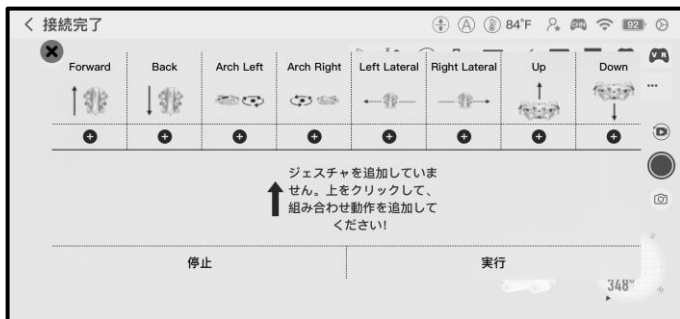 接続完了
A
84°F
CHN
92
VR
Forward
Back
Arch Left
Arch Right
Left Lateral
Right Lateral
Up
Down
ジェスチャを追加していま
せん。上をクリックして、
組み合わせ動作を追加して
ください!
停止
実行
348°